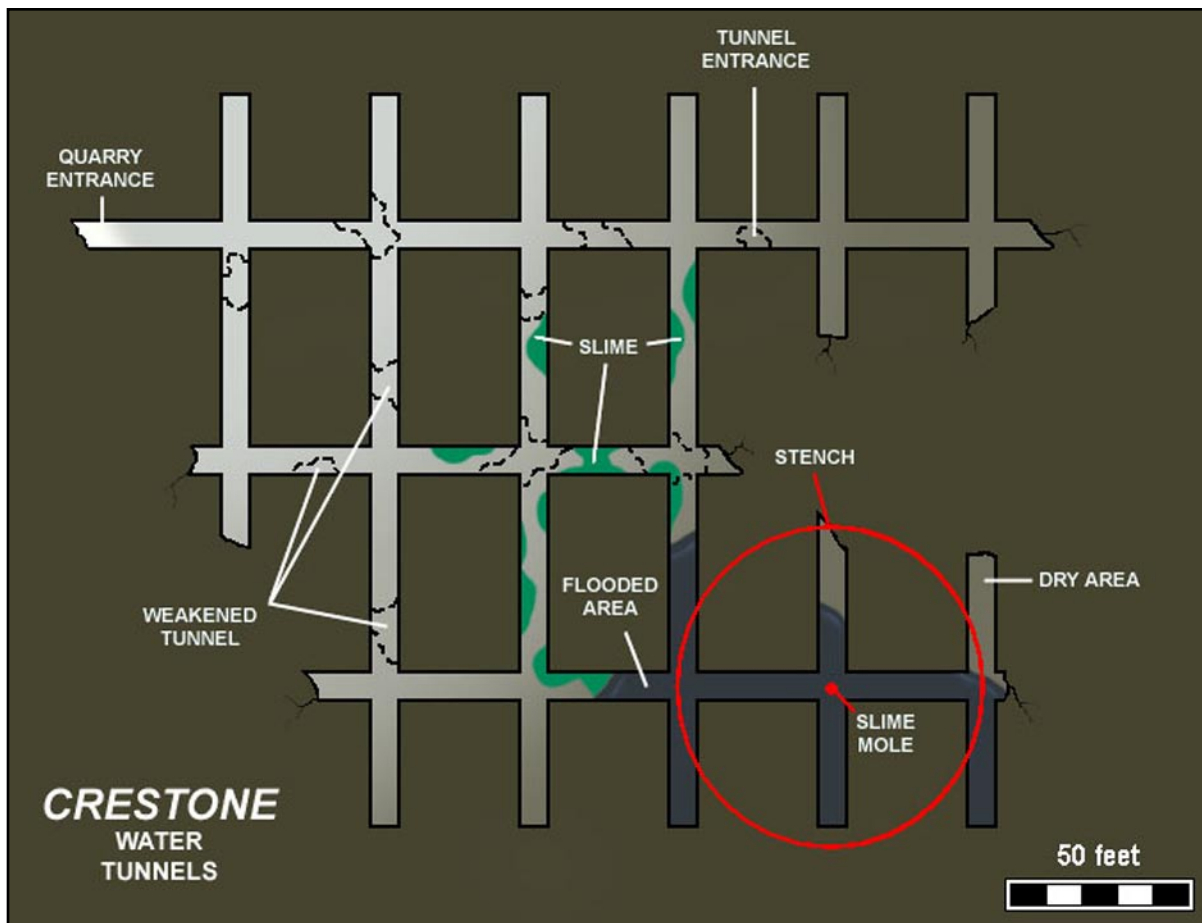 TUNNEL
ENTRANCE
QUARRY
ENTRANCE
SLIME
STENCH
WEAKENED
TUNNEL
FLOODED
AREA
DRY AREA
SLIME
MOLE
CRESTONE
WATER
TUNNELS
50 feet